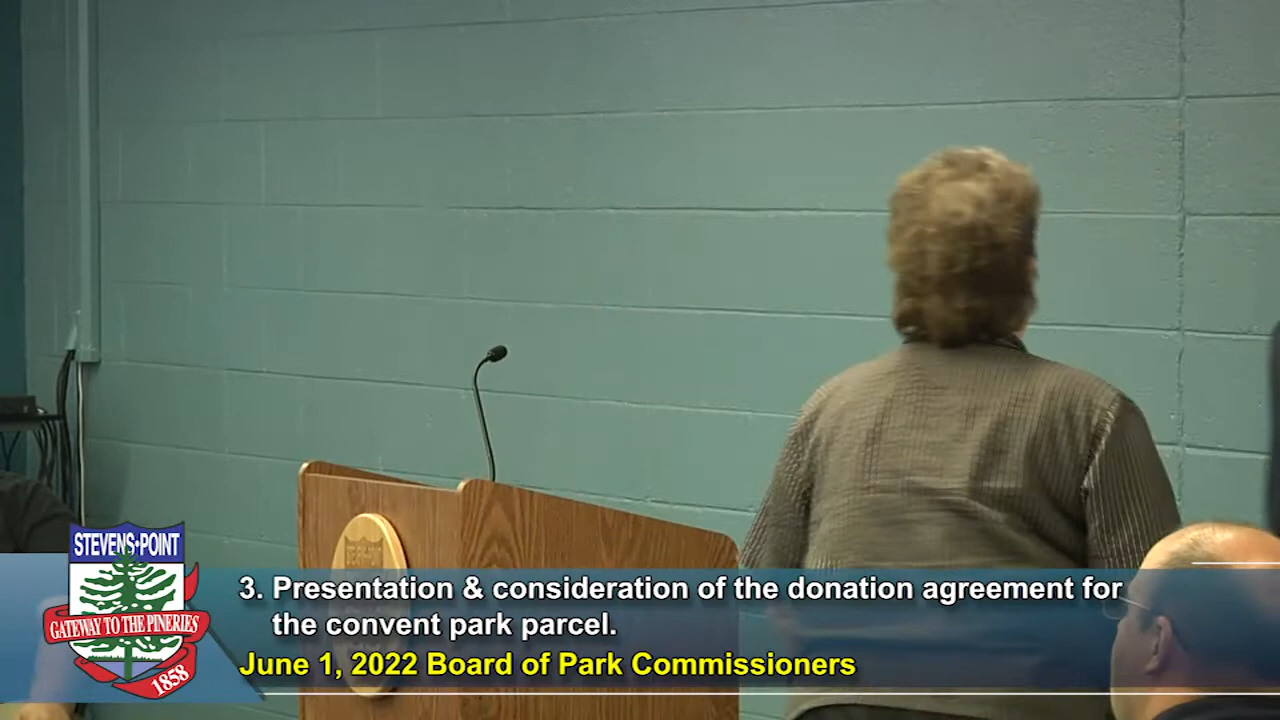 STEVENS•POINT
GATEWAY TO THE PINERIES
1858
3. Presentation & consideration of the donation agreement for
the convent park parcel.
June 1, 2022 Board of Park Commissioners